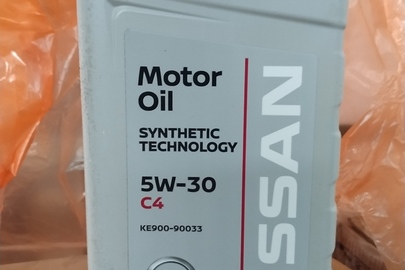 Motor
Oil
SYNTHETIC
TECHNOLOGY
5W-30
C4
KE900-90033
SSAN